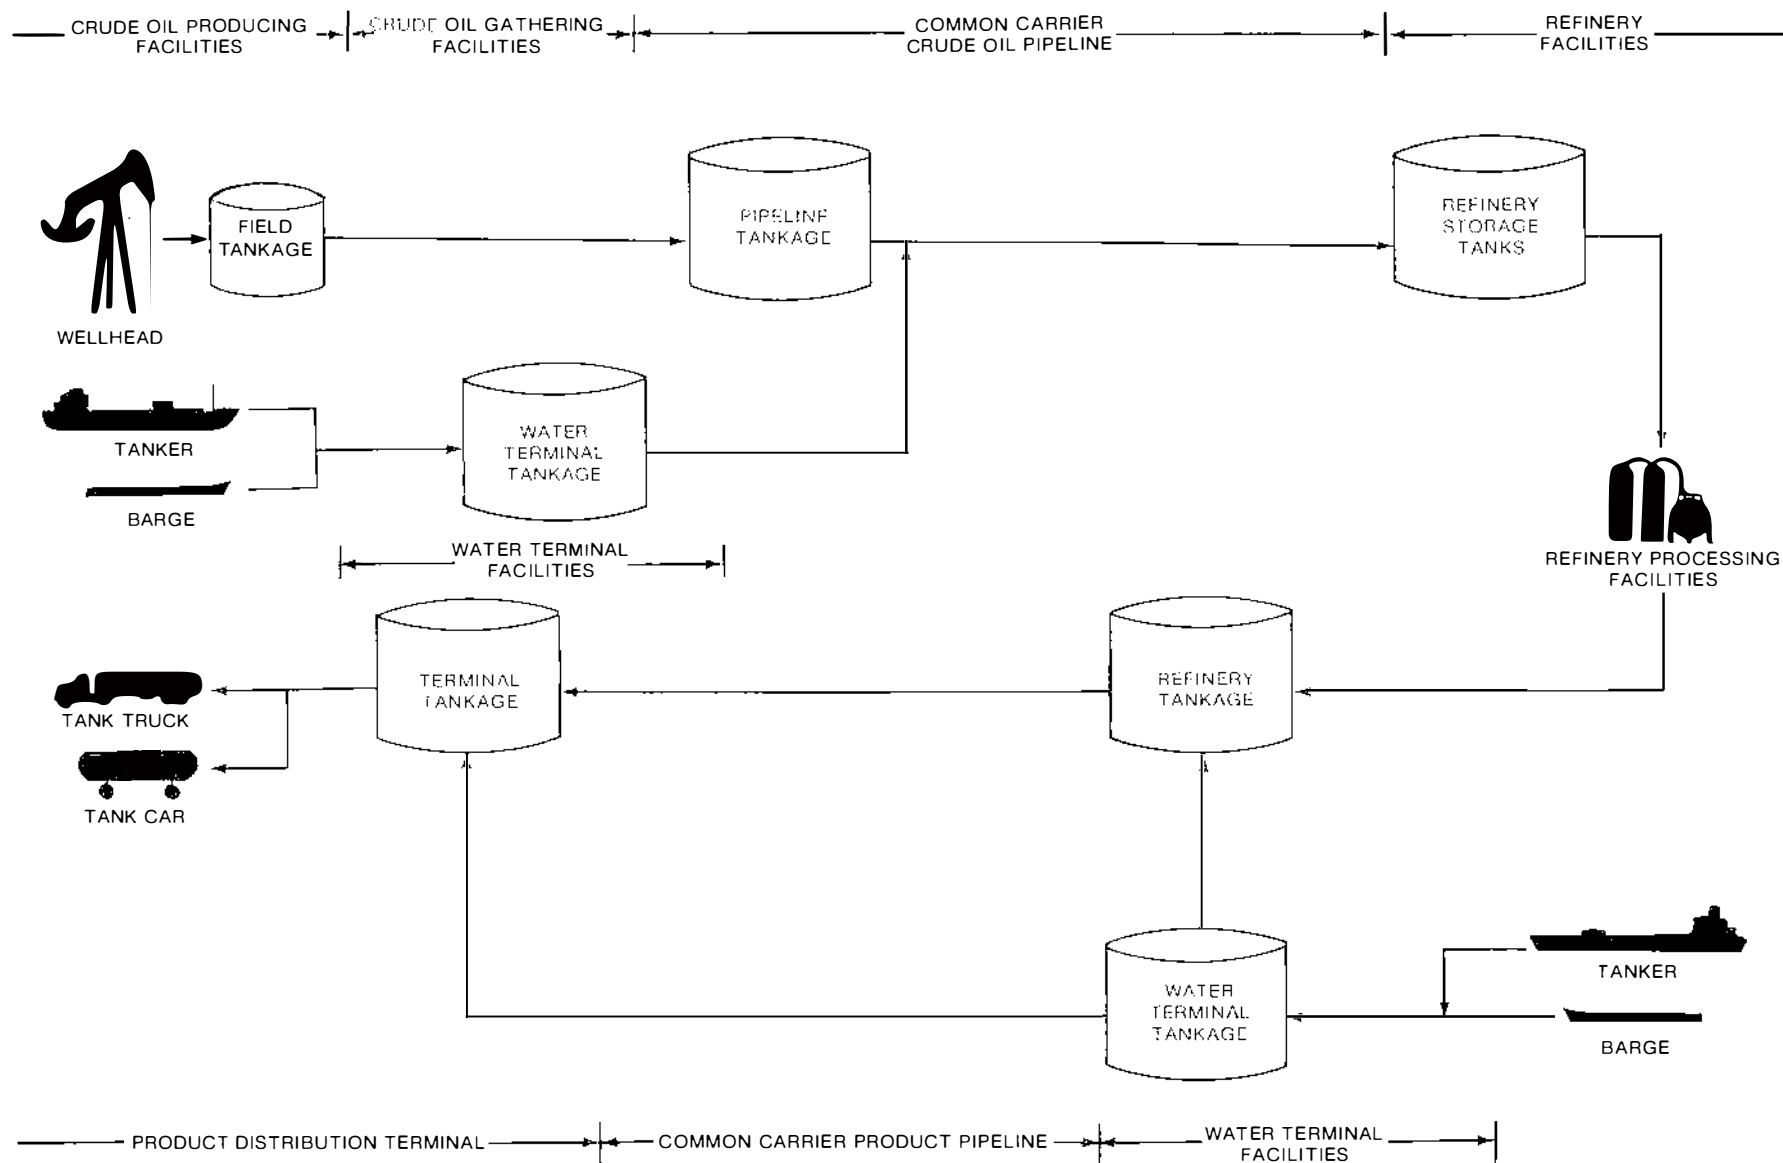 CRUDE OIL PRODUCING
FACILITIES
CRUDE OIL GATHERING
FACILITIES
COMMON CARRIER
CRUDE OIL PIPELINE
REFINERY
FACILITIES
FIELD
TANKAGE
PIPELINE
TANKAGE
REFINERY
STORAGE
TANKS
WELLHEAD
TANKER
BARGE
WATER
TERMINAL
TANKAGE
WATER TERMINAL
FACILITIES
REFINERY PROCESSING
FACILITIES
TERMINAL
TANKAGE
REFINERY
TANKAGE
TANK TRUCK
TANK CAR
WATER
TERMINAL
TANKAGE
TANKER
BARGE
PRODUCT DISTRIBUTION TERMINAL
COMMON CARRIER PRODUCT PIPELINE
WATER TERMINAL
FACILITIES